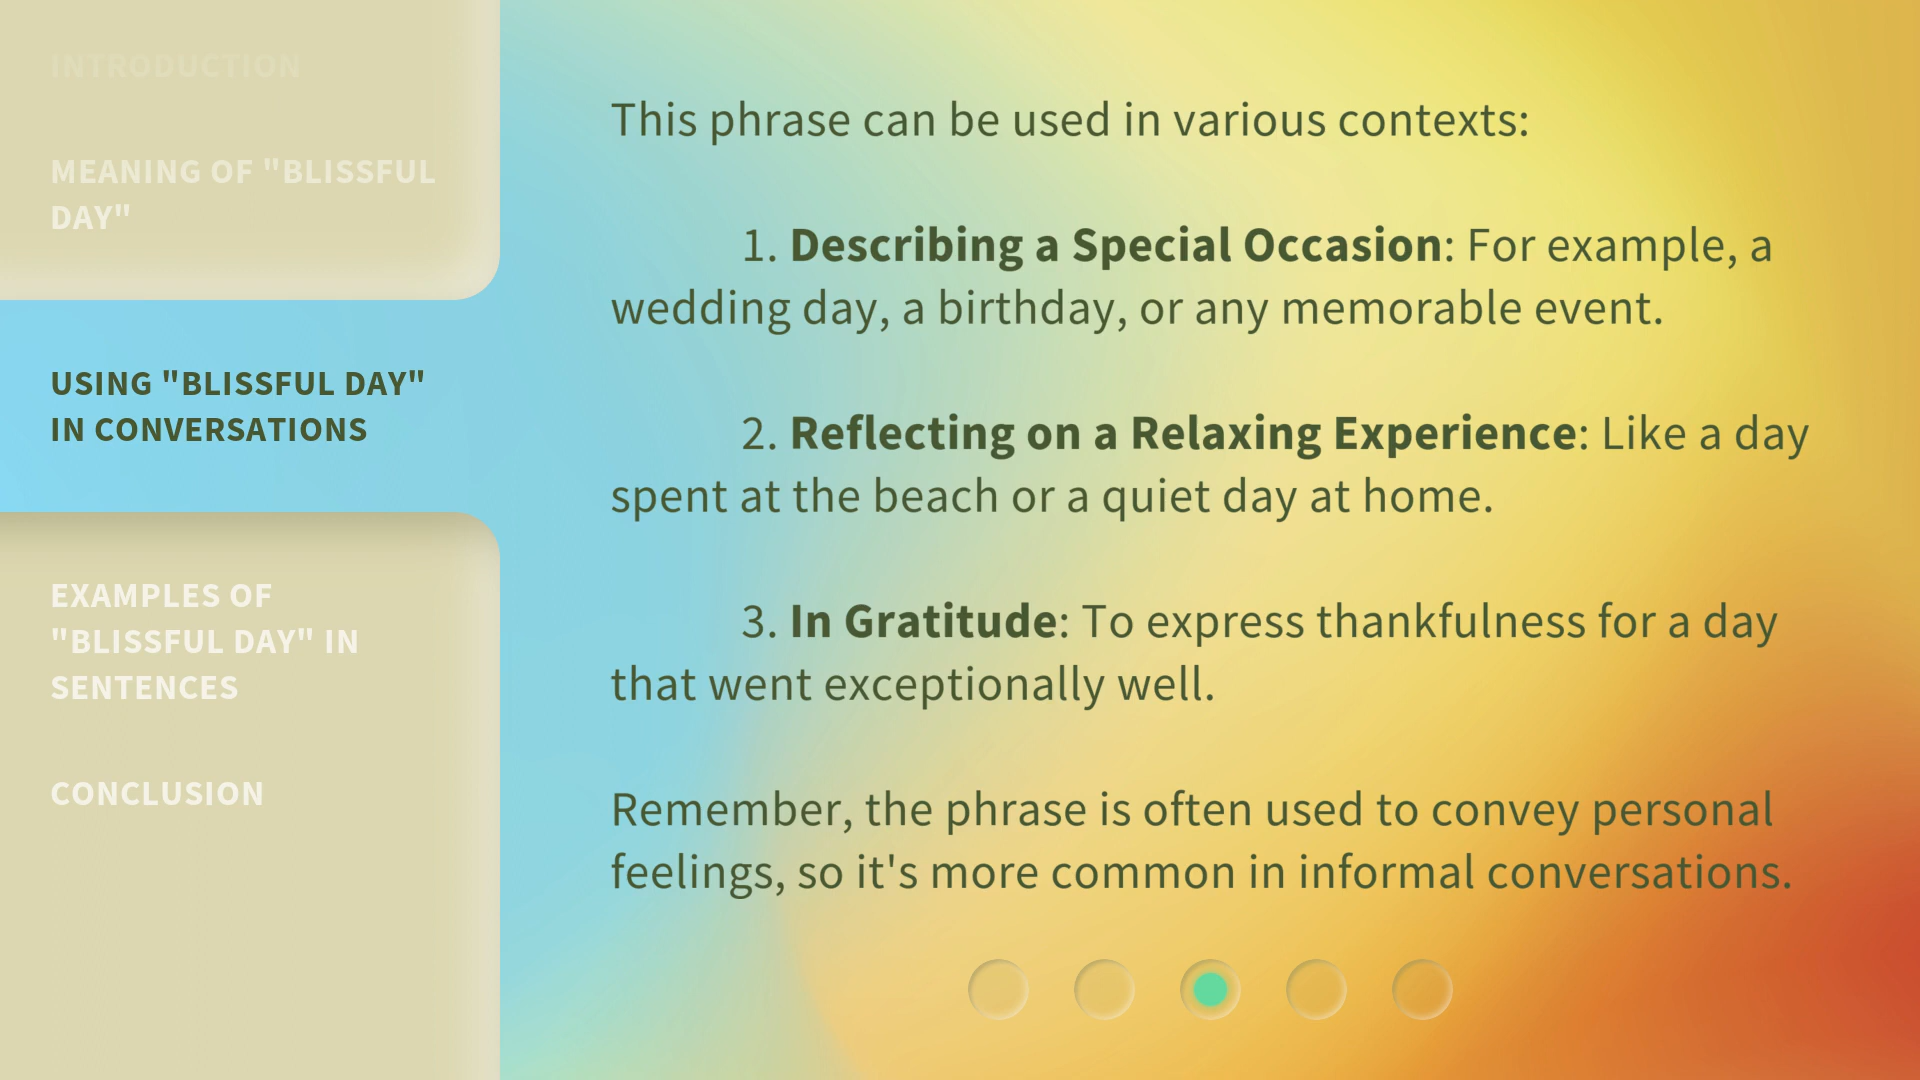 INTRODUCTION
MEANING OF "BLISSFUL
DAY"
USING "BLISSFUL DAY"
IN CONVERSATIONS
EXAMPLES OF
"BLISSFUL DAY" IN
SENTENCES
CONCLUSION
This phrase can be used in various contexts:
1. Describing a Special Occasion: For example, a
wedding day, a birthday, or any memorable event.
2. Reflecting on a Relaxing Experience: Like a day
spent at the beach or a quiet day at home.
3. In Gratitude: To express thankfulness for a day
that went exceptionally well.
Remember, the phrase is often used to convey personal
feelings, so it's more common in informal conversations.